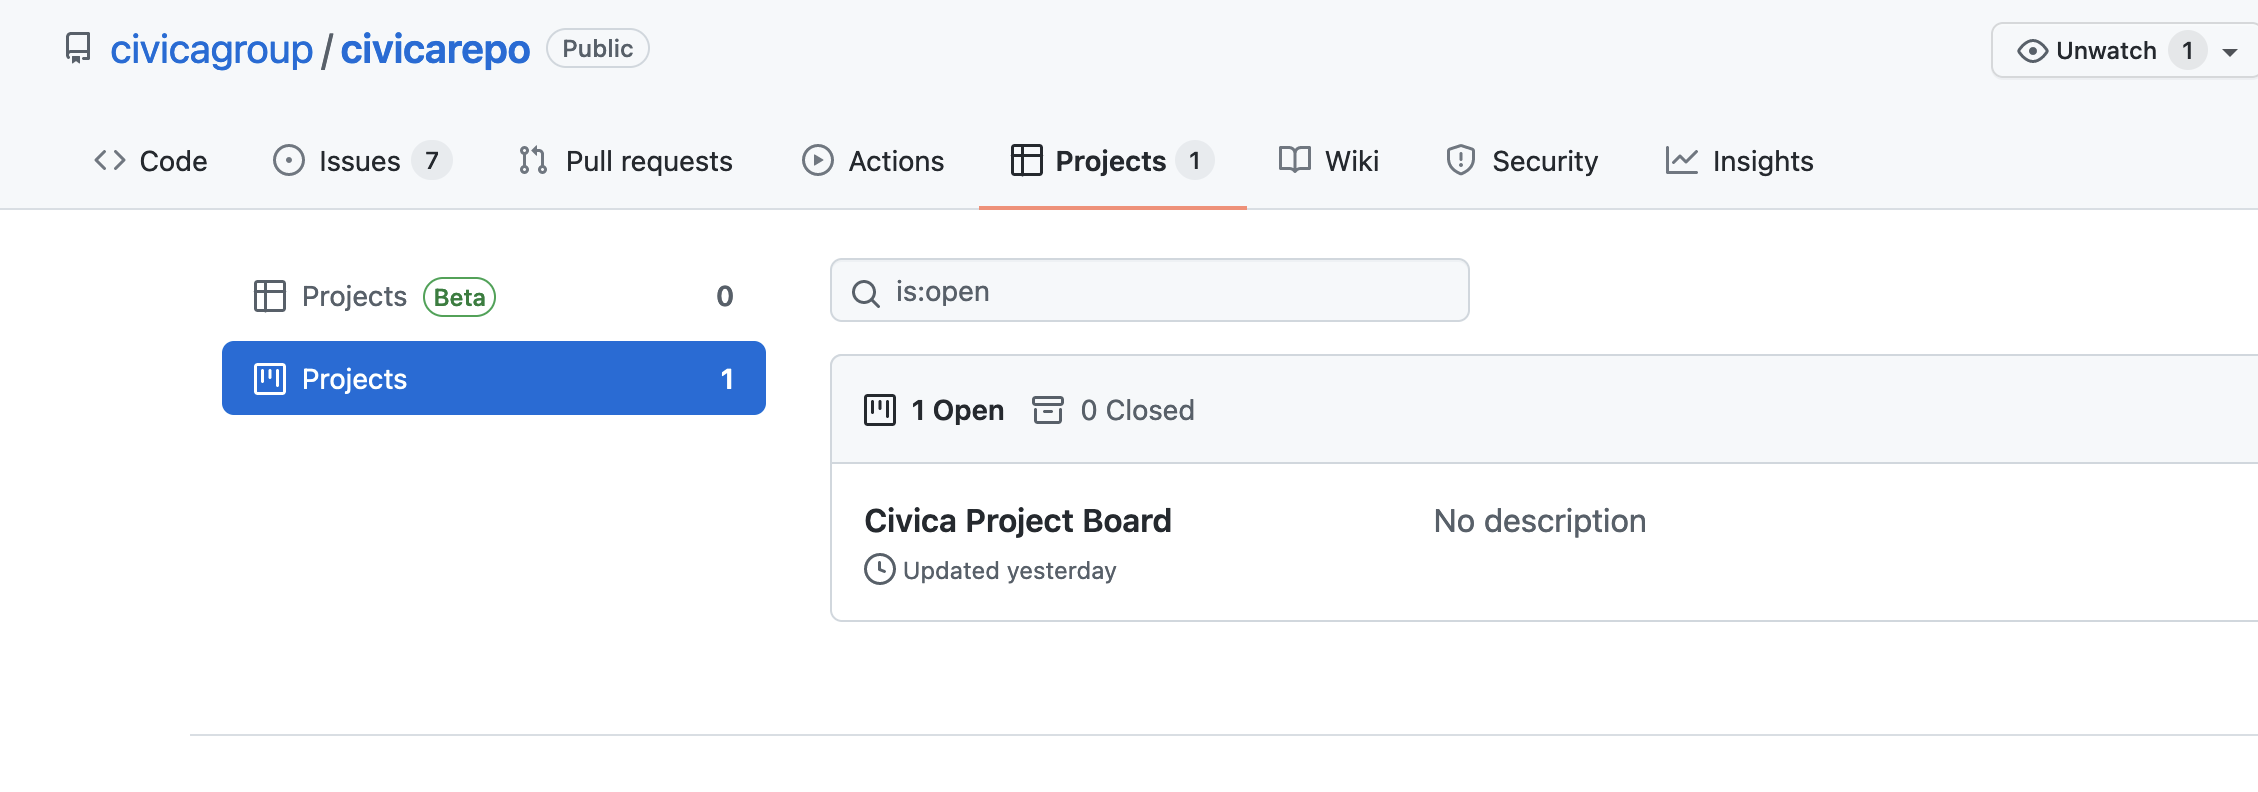 civicagroup / civicarepo Public
Unwatch 1
Code Issues 7 Pull requests Actions Projects 1 Wiki Security Insights
Projects Beta 0
Projects 1
is:open
1 Open 0 Closed
Civica Project Board
No description
Updated yesterday